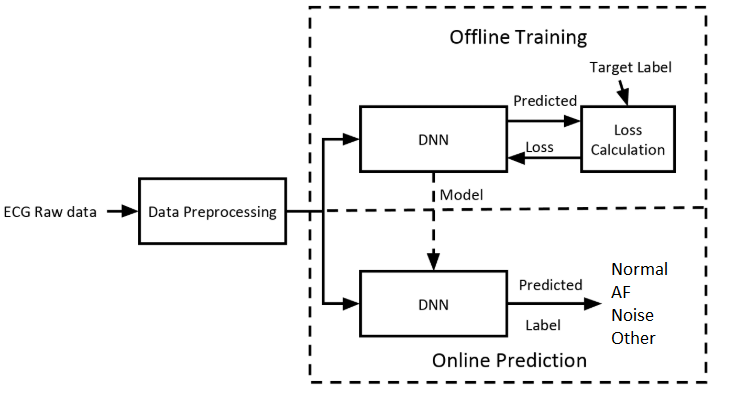 Offline Training
Target Label
Predicted
DNN
Loss
Loss
Calculation
ECG Raw data
Data Preprocessing
Model
DNN
Predicted
Label
Normal
AF
Noise
Other
Online Prediction